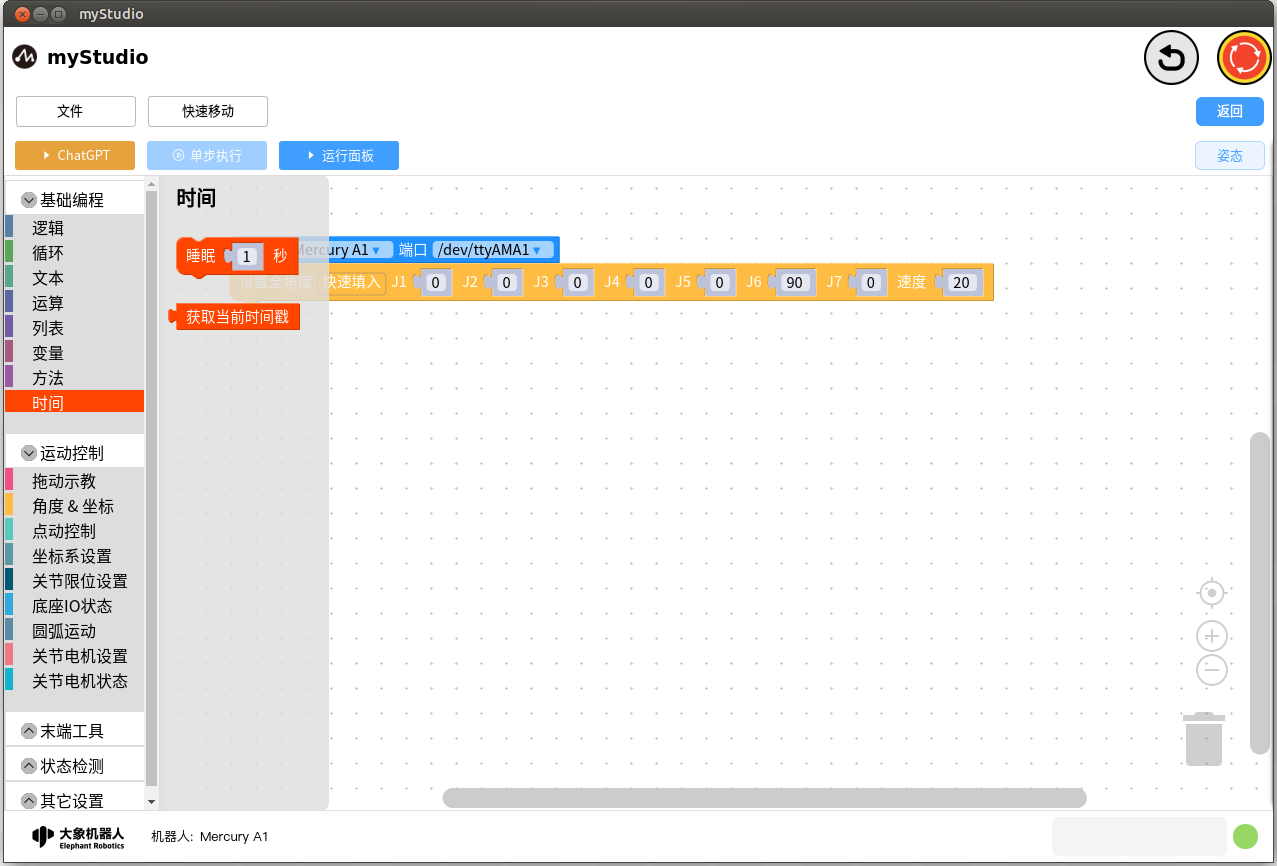 myStudio
myStudio
文件
快速移动
返回
ChatGPT
单步执行
运行面板
姿态
基础编程
逻辑
循环
文本
运算
列表
变量
方法
时间
运动控制
拖动示教
角度 & 坐标
点动控制
坐标系设置
关节限位设置
底座IO状态
圆弧运动
关节电机设置
关节电机状态
末端工具
状态检测
其它设置
时间
睡眠 1 秒
获取当前时间戳
Mercury A1 端口 /dev/ttyAMA1
设置全角度 快速填入 J1 0 J2 0 J3 0 J4 0 J5 0 J6 90 J7 0 速度 20
大象机器人
Elephant Robotics
机器人: Mercury A1